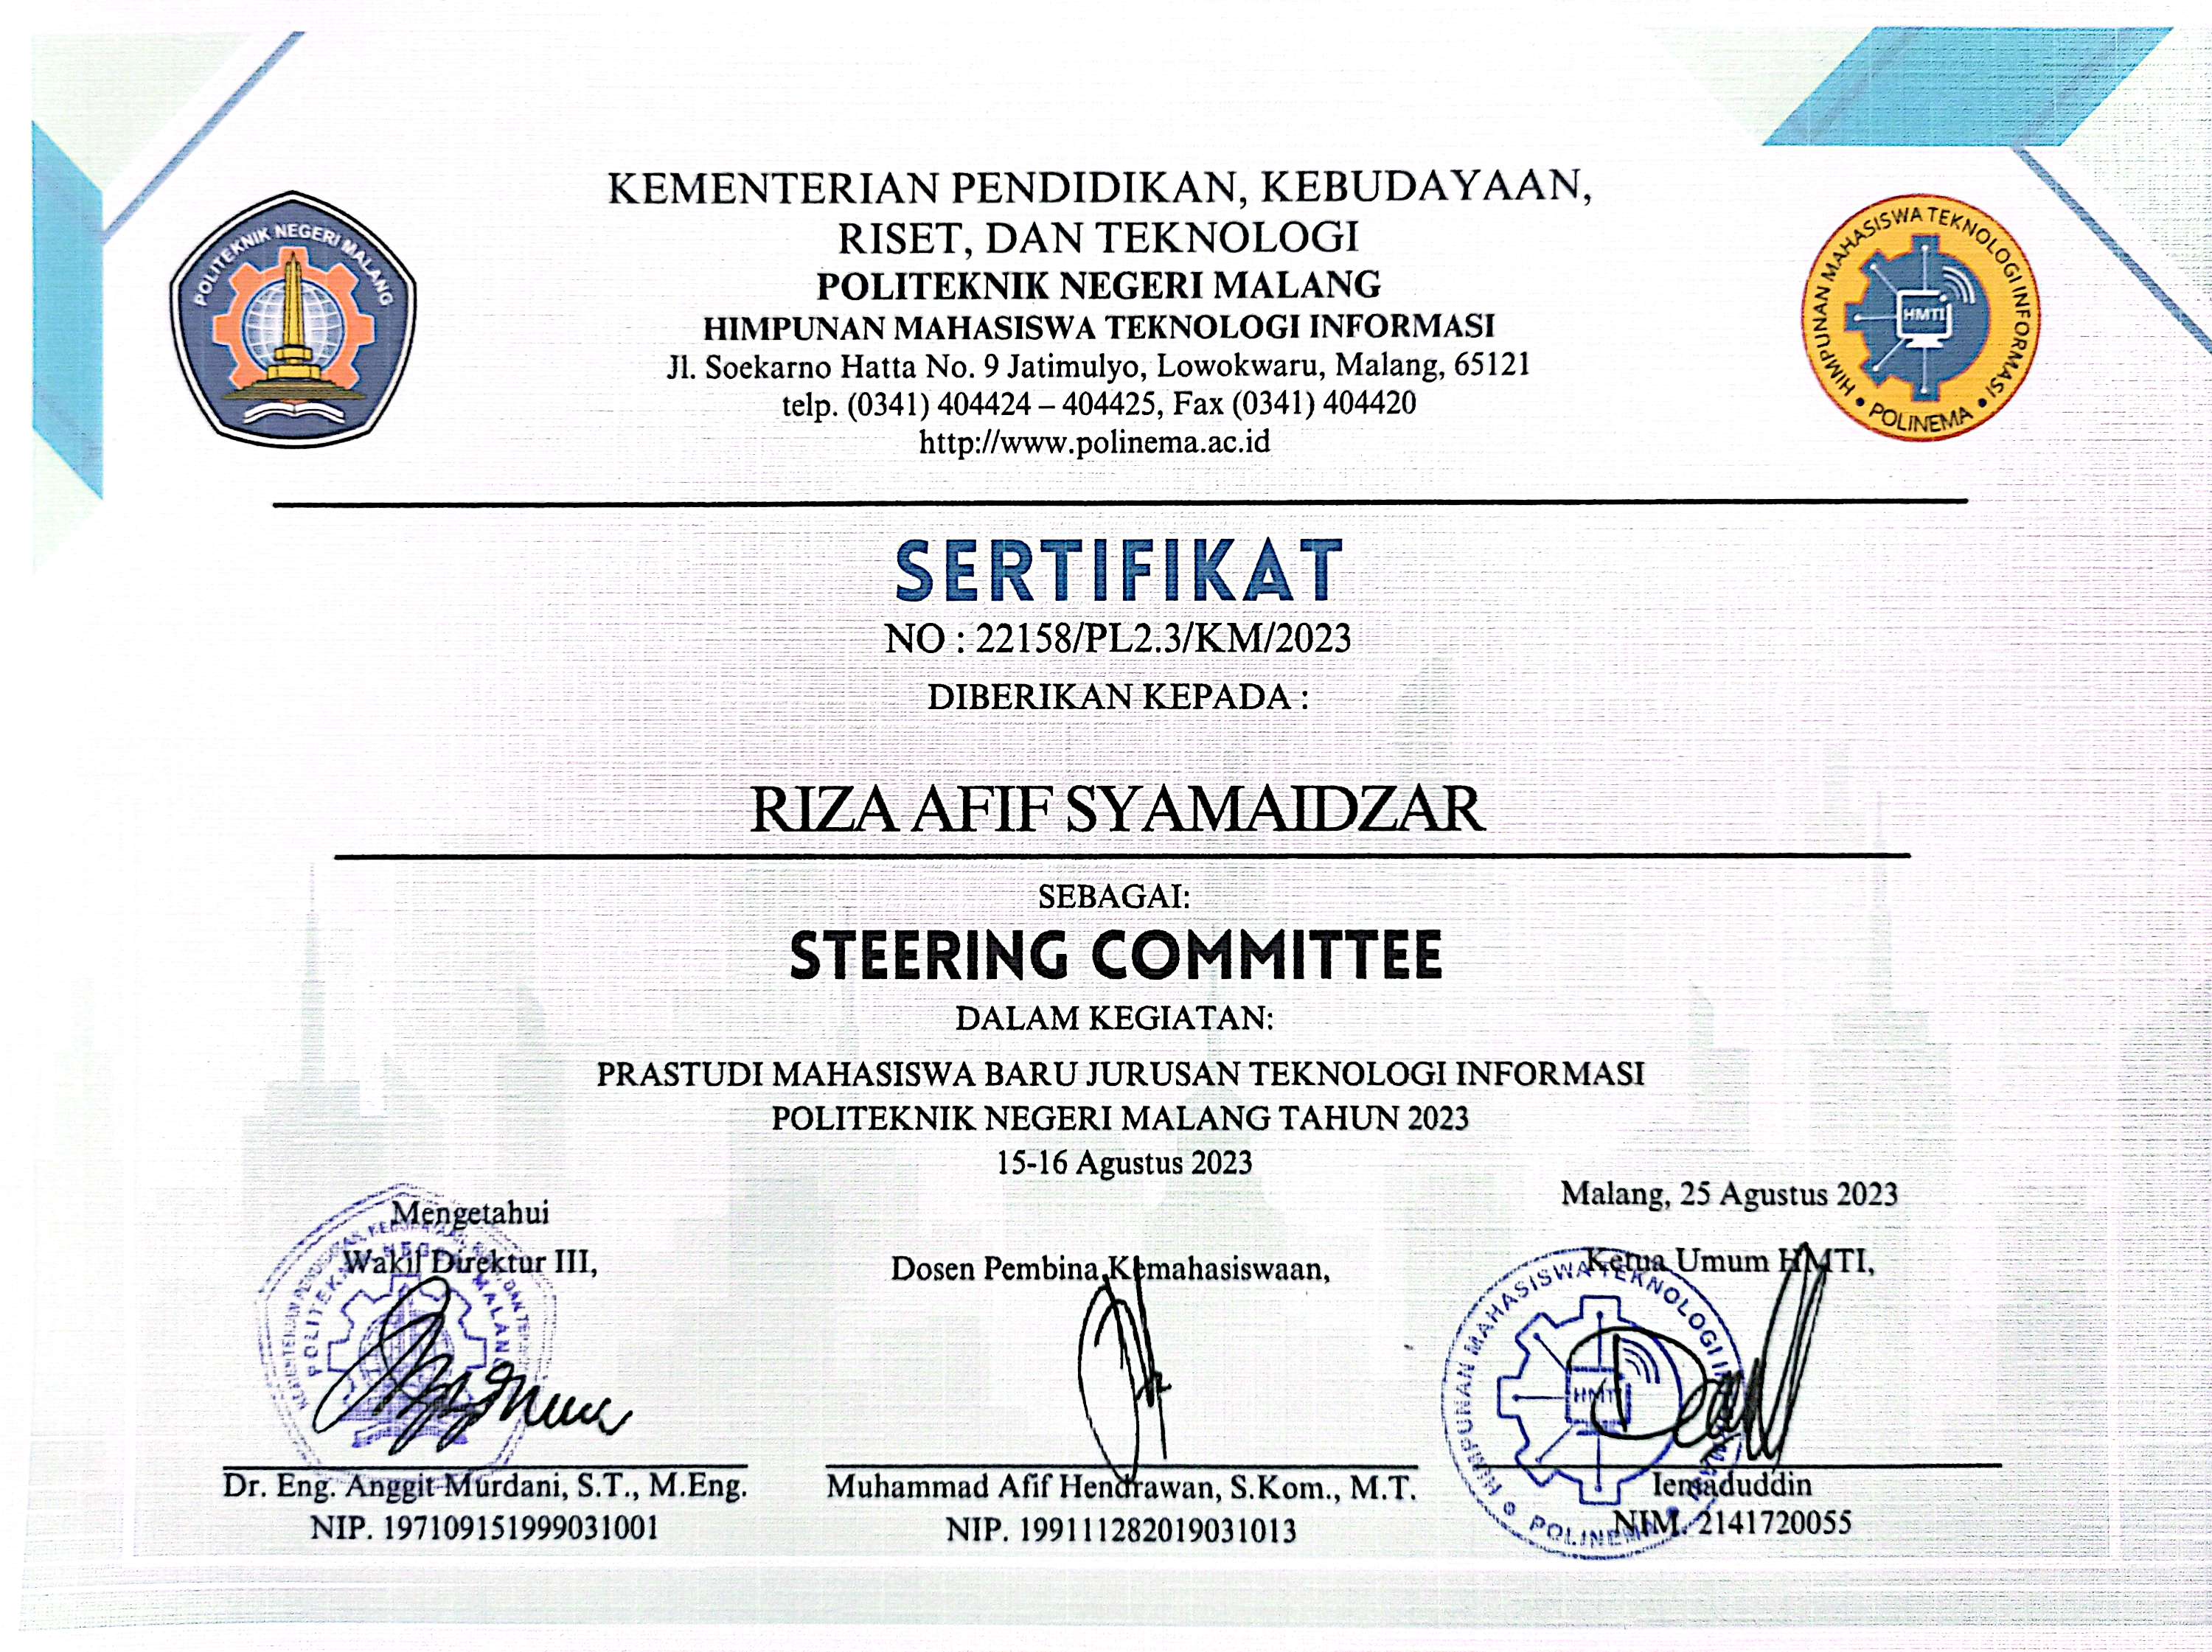 POLITEKNIK NEGERI MALANG
KEMENTERIAN PENDIDIKAN, KEBUDAYAAN,
RISET, DAN TEKNOLOGI
POLITEKNIK NEGERI MALANG
HIMPUNAN MAHASISWA TEKNOLOGI INFORMASI
Jl. Soekarno Hatta No. 9 Jatimulyo, Lowokwaru, Malang, 65121
telp. (0341) 404424 – 404425, Fax (0341) 404420
http://www.polinema.ac.id
HIMPUNAN MAHASISWA TEKNOLOGI INFORMASI
HMTI
• POLINEMA •
SERTIFIKAT
NO : 22158/PL2.3/KM/2023
DIBERIKAN KEPADA :
RIZA AFIF SYAMAIDZAR
SEBAGAI:
STEERING COMMITTEE
DALAM KEGIATAN:
PRASTUDI MAHASISWA BARU JURUSAN TEKNOLOGI INFORMASI
POLITEKNIK NEGERI MALANG TAHUN 2023
15-16 Agustus 2023
Malang, 25 Agustus 2023
Mengetahui
Wakil Direktur III,
Dosen Pembina Kemahasiswaan,
Ketua Umum HMTI,
HIMPUNAN MAHASISWA TEKNOLOGI
HMTI
POLINEMA
Dr. Eng. Anggit Murdani, S.T., M.Eng.
NIP. 197109151999031001
Muhammad Afif Hendrawan, S.Kom., M.T.
NIP. 199111282019031013
Iemaduddin
NIM. 2141720055